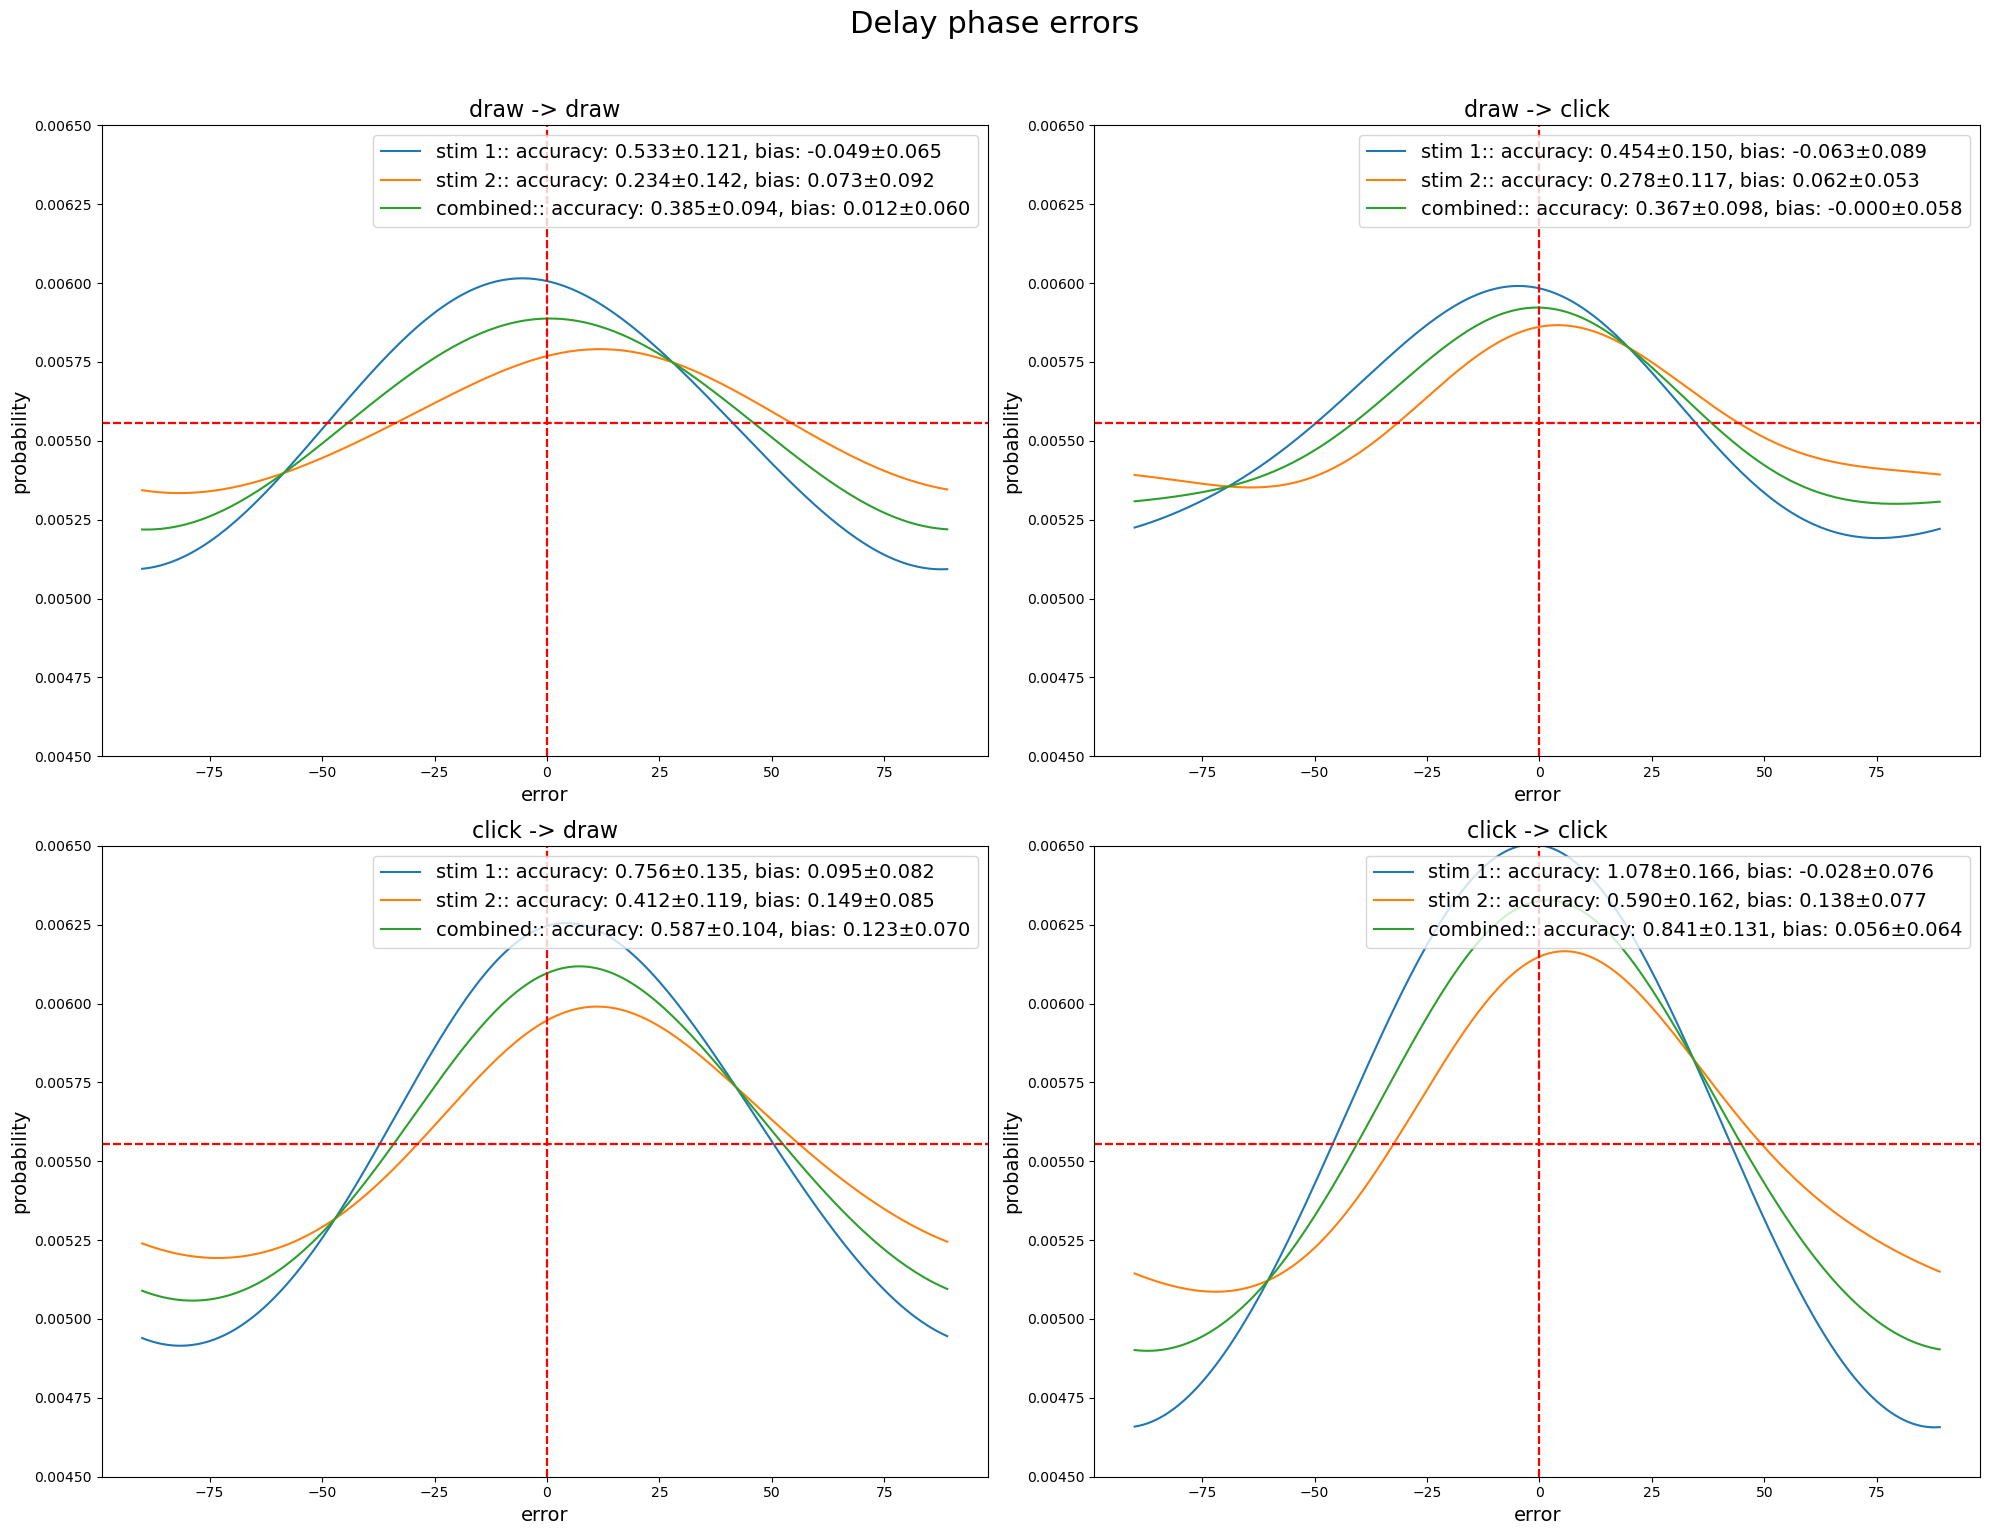 Delay phase errors
draw -> draw
stim 1:: accuracy: 0.533±0.121, bias: -0.049±0.065
stim 2:: accuracy: 0.234±0.142, bias: 0.073±0.092
combined:: accuracy: 0.385±0.094, bias: 0.012±0.060
0.00650
0.00625
0.00600
0.00575
0.00550
0.00525
0.00500
0.00475
0.00450
probability
−75 −50 −25 0 25 50 75
error
draw -> click
stim 1:: accuracy: 0.454±0.150, bias: -0.063±0.089
stim 2:: accuracy: 0.278±0.117, bias: 0.062±0.053
combined:: accuracy: 0.367±0.098, bias: -0.000±0.058
0.00650
0.00625
0.00600
0.00575
0.00550
0.00525
0.00500
0.00475
0.00450
probability
−75 −50 −25 0 25 50 75
error
click -> draw
stim 1:: accuracy: 0.756±0.135, bias: 0.095±0.082
stim 2:: accuracy: 0.412±0.119, bias: 0.149±0.085
combined:: accuracy: 0.587±0.104, bias: 0.123±0.070
0.00650
0.00625
0.00600
0.00575
0.00550
0.00525
0.00500
0.00475
0.00450
probability
−75 −50 −25 0 25 50 75
error
click -> click
stim 1:: accuracy: 1.078±0.166, bias: -0.028±0.076
stim 2:: accuracy: 0.590±0.162, bias: 0.138±0.077
combined:: accuracy: 0.841±0.131, bias: 0.056±0.064
0.00650
0.00625
0.00600
0.00575
0.00550
0.00525
0.00500
0.00475
0.00450
probability
−75 −50 −25 0 25 50 75
error